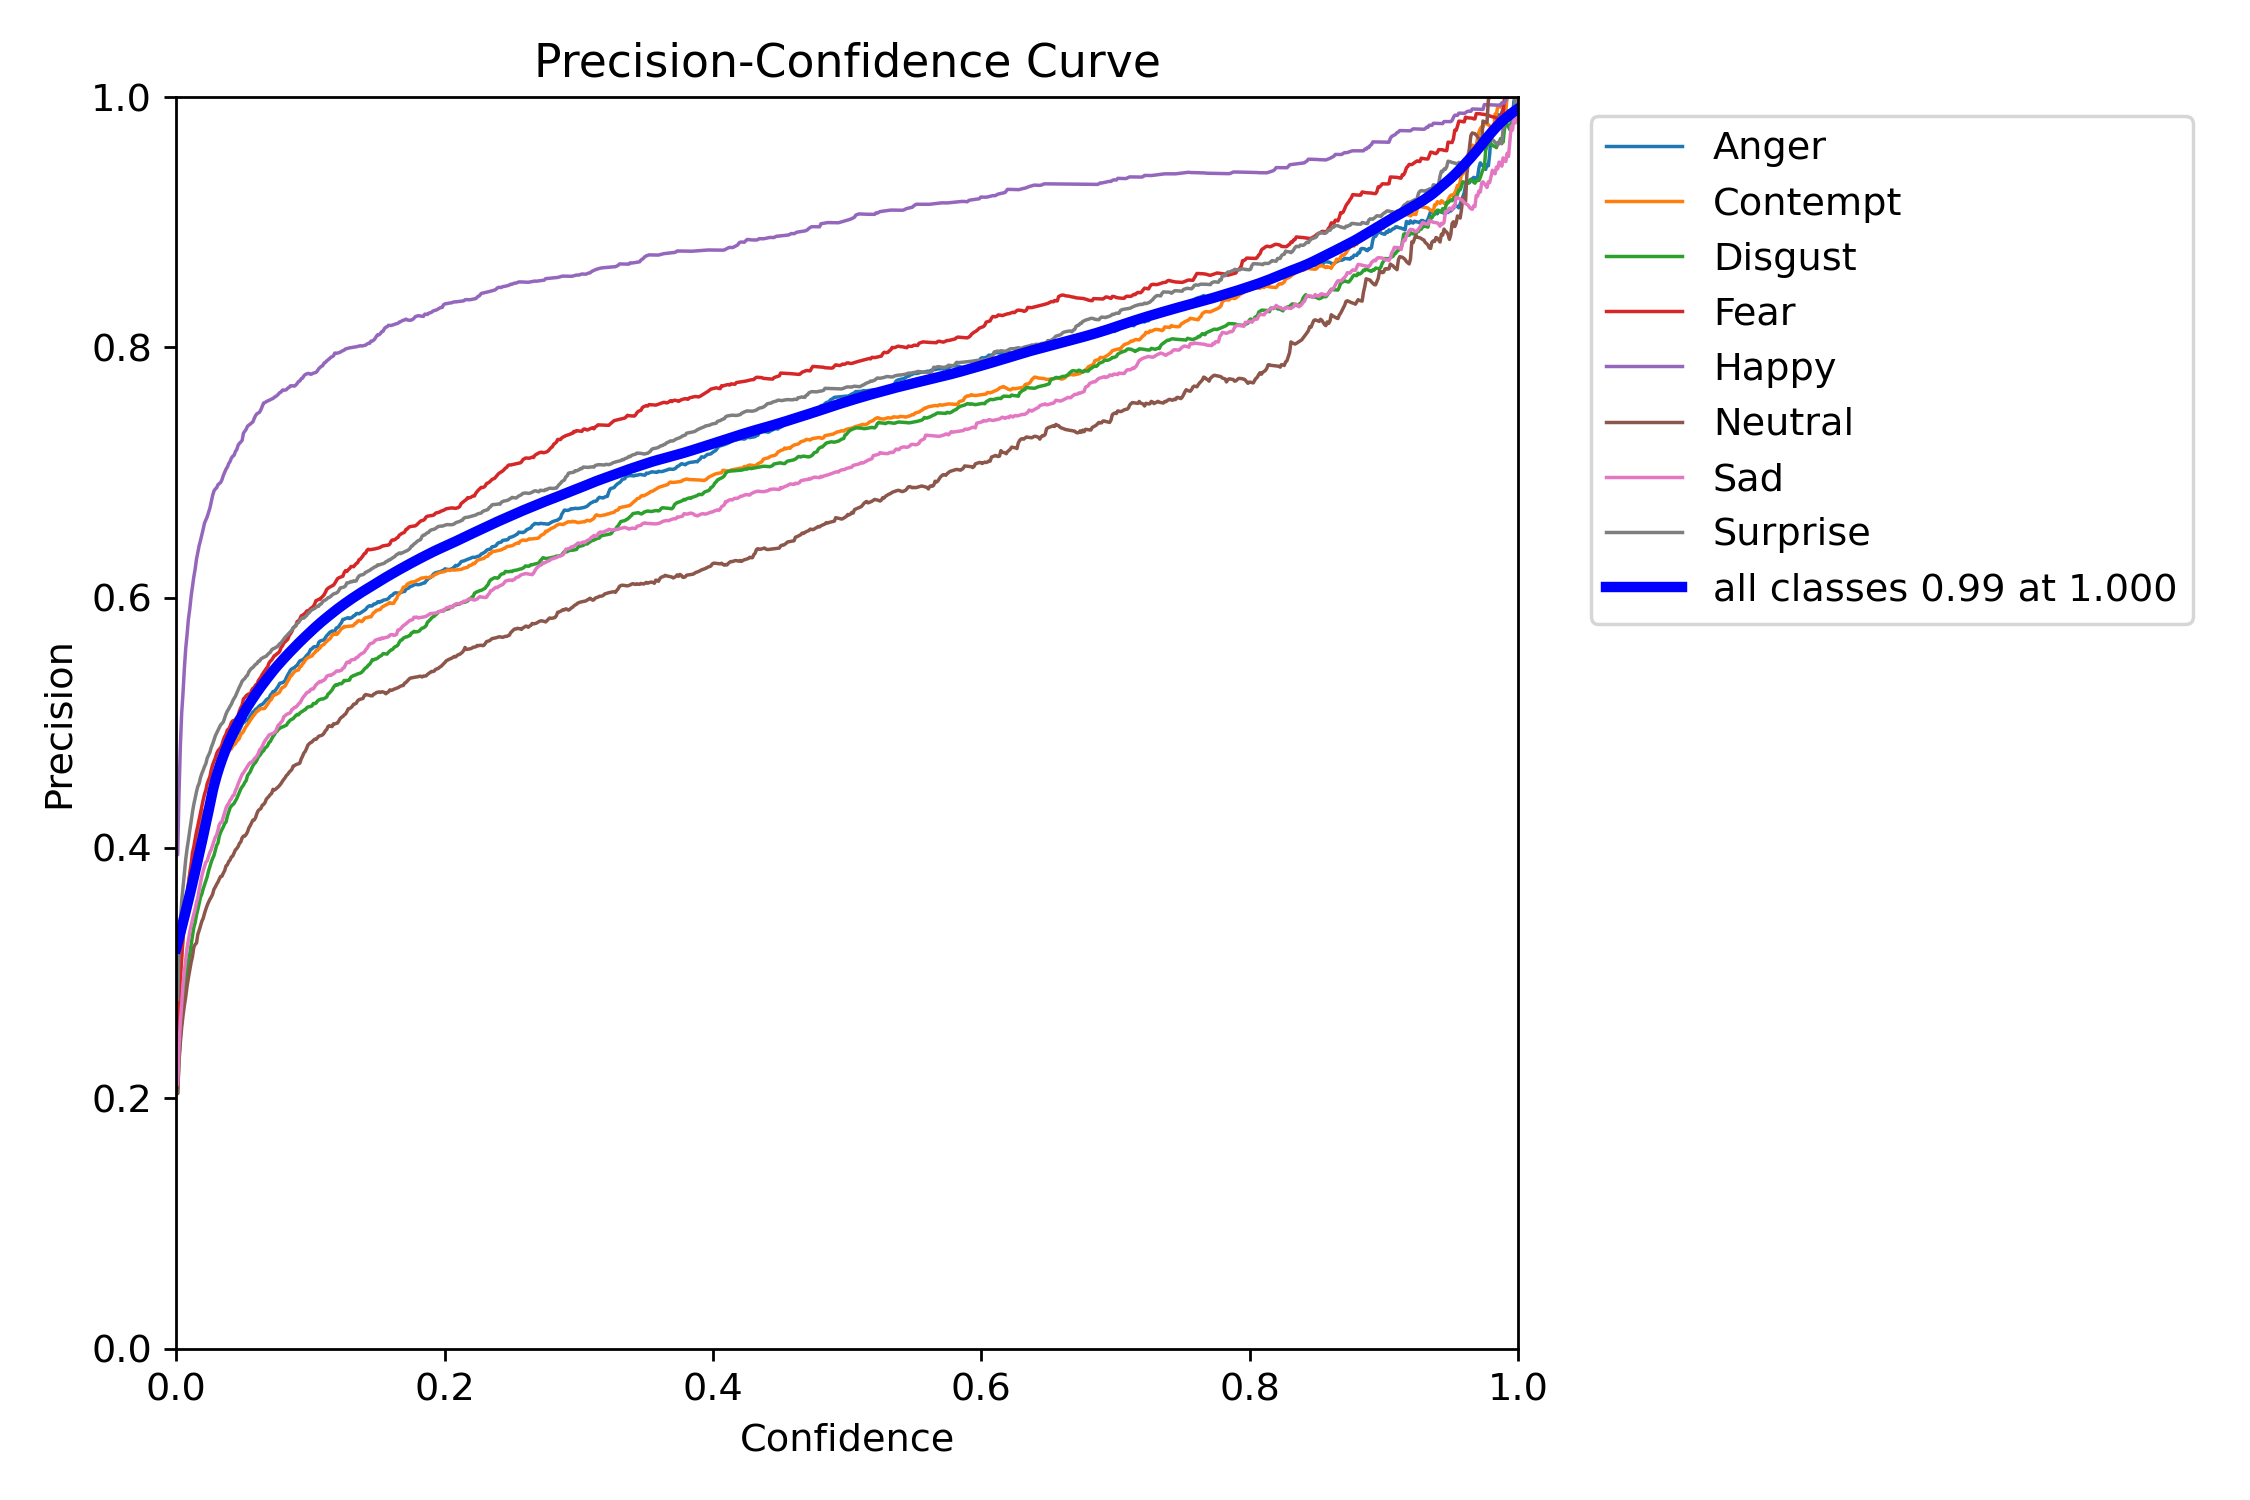 Precision-Confidence Curve
1.0
0.8
0.6
0.4
0.2
0.0
Precision
0.0 0.2 0.4 0.6 0.8 1.0
Confidence
Anger
Contempt
Disgust
Fear
Happy
Neutral
Sad
Surprise
all classes 0.99 at 1.000